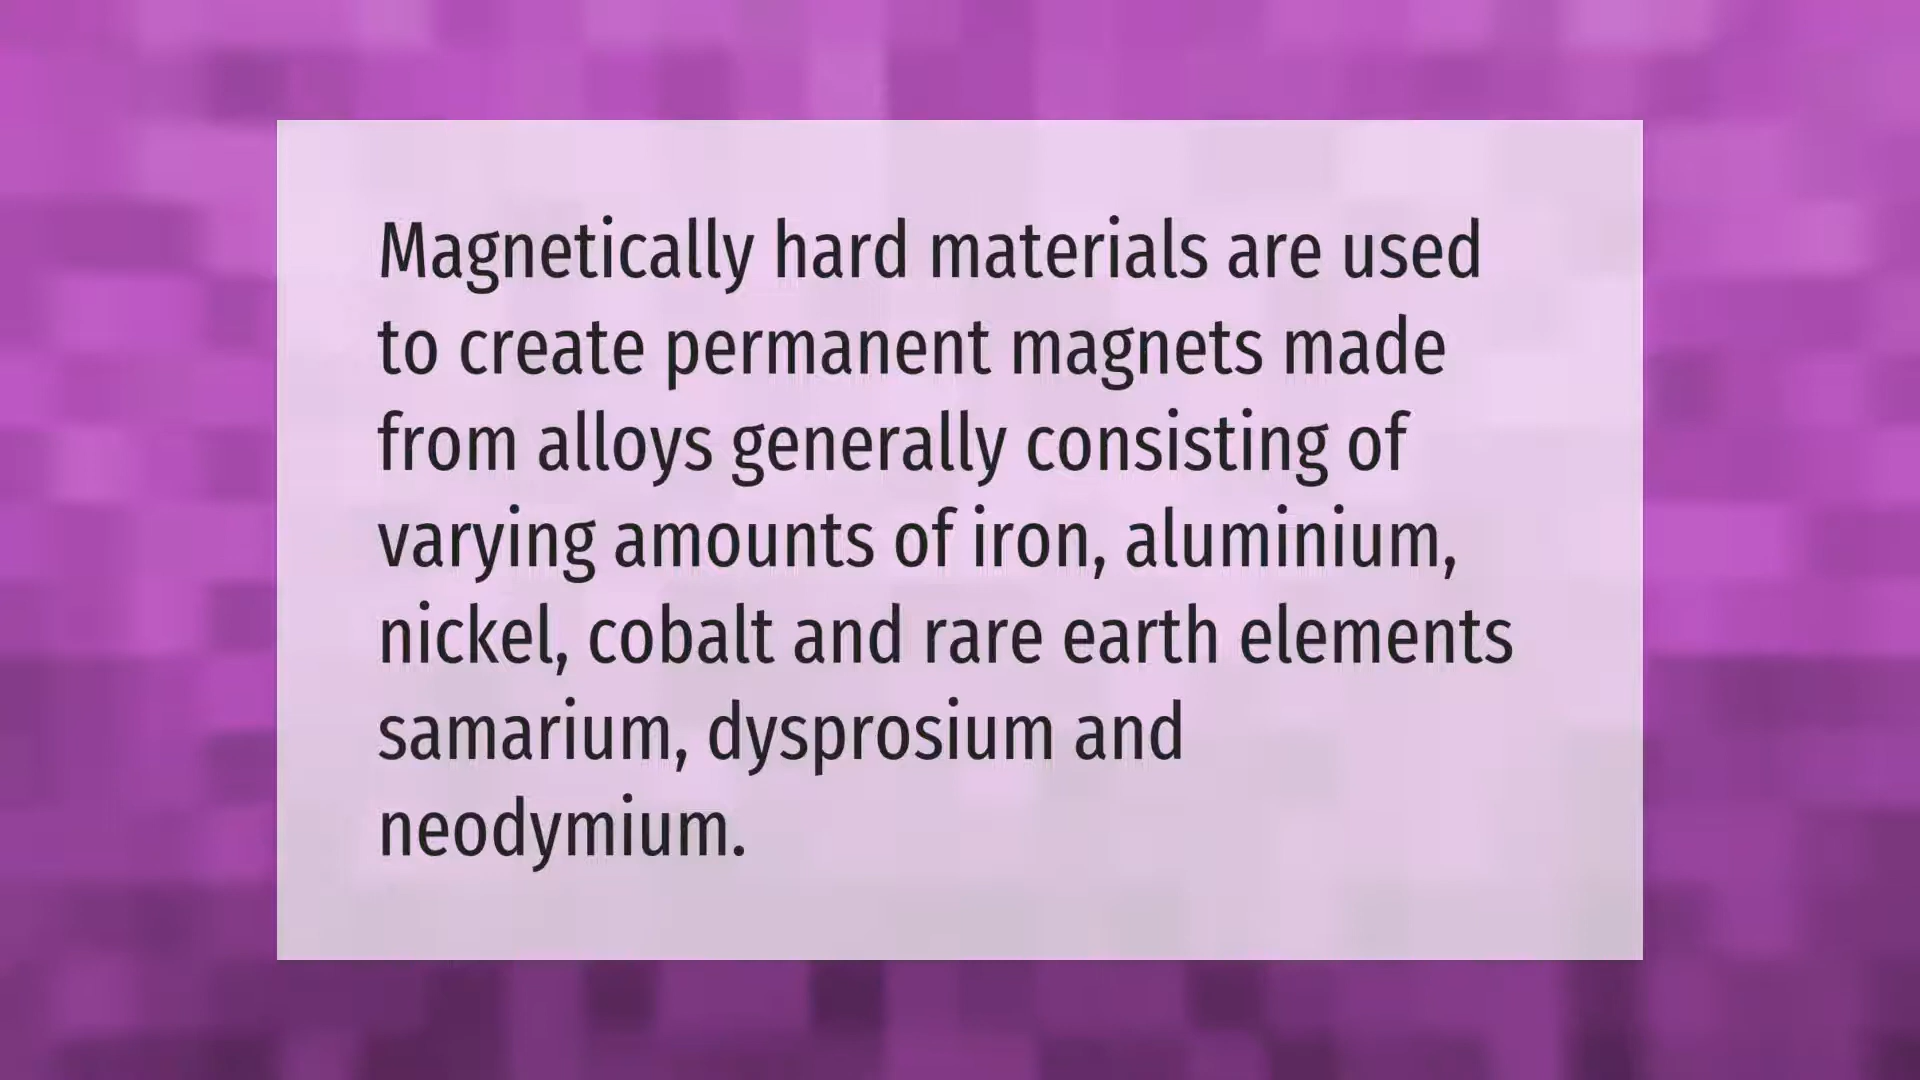 Magnetically hard materials are used
to create permanent magnets made
from alloys generally consisting of
varying amounts of iron, aluminium,
nickel, cobalt and rare earth elements
samarium, dysprosium and
neodymium.